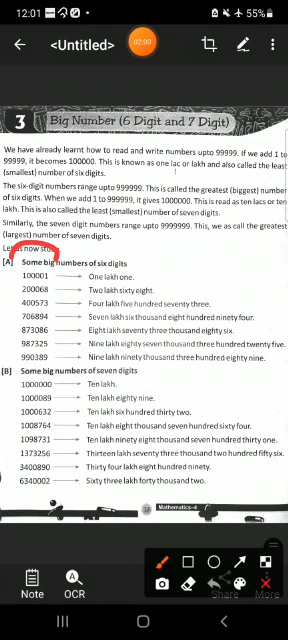 12:01
55%
<Untitled>
02:00
3
Big Number (6 Digit and 7 Digit)
We have already learnt how to read and write numbers upto 99999. If we add 1 to
99999, it becomes 100000. This is known as one lac or lakh and also called the least
(smallest) number of six digits.
The six-digit numbers range upto 999999. This is called the greatest (biggest) number
of six digits. When we add 1 to 999999, it gives 1000000. This is read as ten lacs or ten
lakh. This is also called the least (smallest) number of seven digits.
Similarly, the seven digit numbers range upto 9999999. This, we as call the greatest
(largest) number of seven digits.
Let us now study
[A] Some big numbers of six digits
100001 → One lakh one.
200068 → Two lakh sixty eight.
400573 → Four lakh five hundred seventy three.
706894 → Seven lakh six thousand eight hundred ninety four.
873086 → Eight lakh seventy three thousand eighty six.
987325 → Nine lakh eighty seven thousand three hundred twenty five.
990389 → Nine lakh ninety thousand three hundred eighty nine.
[B] Some big numbers of seven digits
1000000 → Ten lakh.
1000089 → Ten lakh eighty nine.
1000632 → Ten lakh six hundred thirty two.
1008764 → Ten lakh eight thousand seven hundred sixty four.
1098731 → Ten lakh ninety eight thousand seven hundred thirty one.
1373256 → Thirteen lakh seventy three thousand two hundred fifty six.
3400890 → Thirty four lakh eight hundred ninety.
6340002 → Sixty three lakh forty thousand two.
Mathematics-4
Note
OCR
Share
More